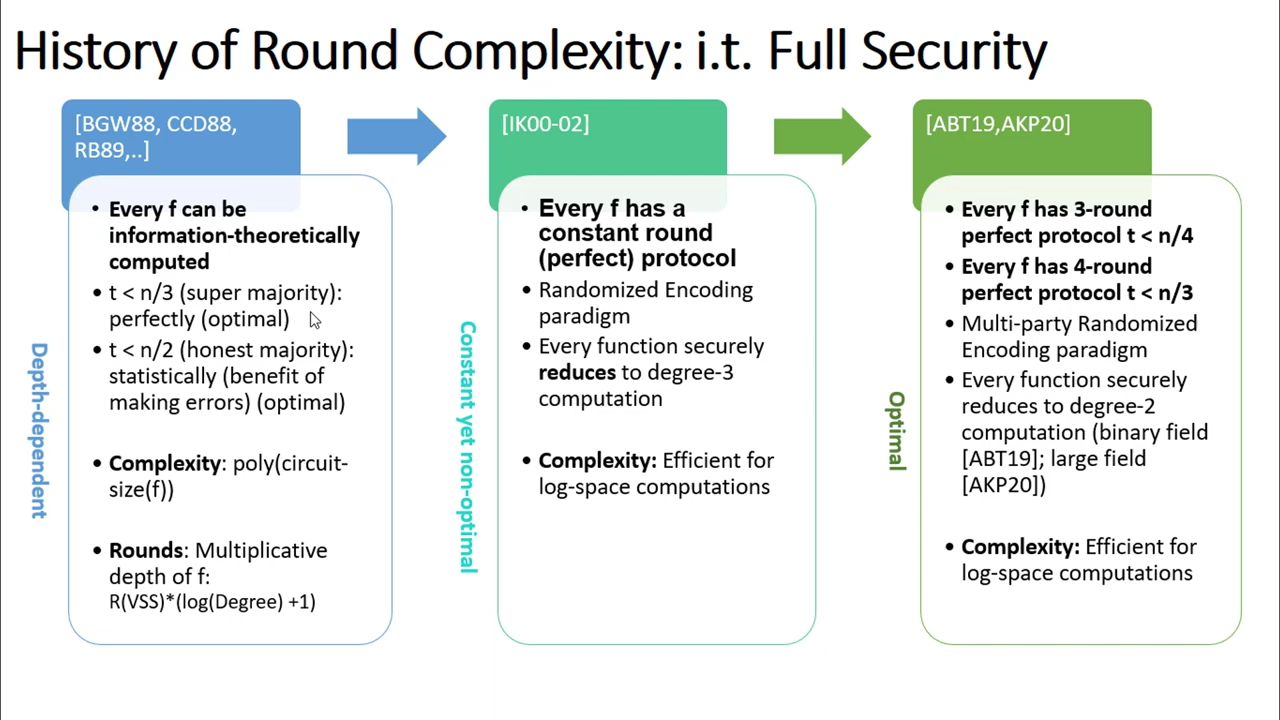 History of Round Complexity: i.t. Full Security
[BGW88, CCD88,
RB89,..]
• Every f can be
information-theoretically
computed
• t < n/3 (super majority):
perfectly (optimal)
• t < n/2 (honest majority):
statistically (benefit of
making errors) (optimal)
• Complexity: poly(circuit-
size(f))
• Rounds: Multiplicative
depth of f:
R(VSS)*(log(Degree) +1)
Depth-dependent
[IK00-02]
• Every f has a
constant round
(perfect) protocol
• Randomized Encoding
paradigm
• Every function securely
reduces to degree-3
computation
• Complexity: Efficient for
log-space computations
Constant yet non-optimal
[ABT19,AKP20]
• Every f has 3-round
perfect protocol t < n/4
• Every f has 4-round
perfect protocol t < n/3
• Multi-party Randomized
Encoding paradigm
• Every function securely
reduces to degree-2
computation (binary field
[ABT19]; large field
[AKP20])
• Complexity: Efficient for
log-space computations
Optimal